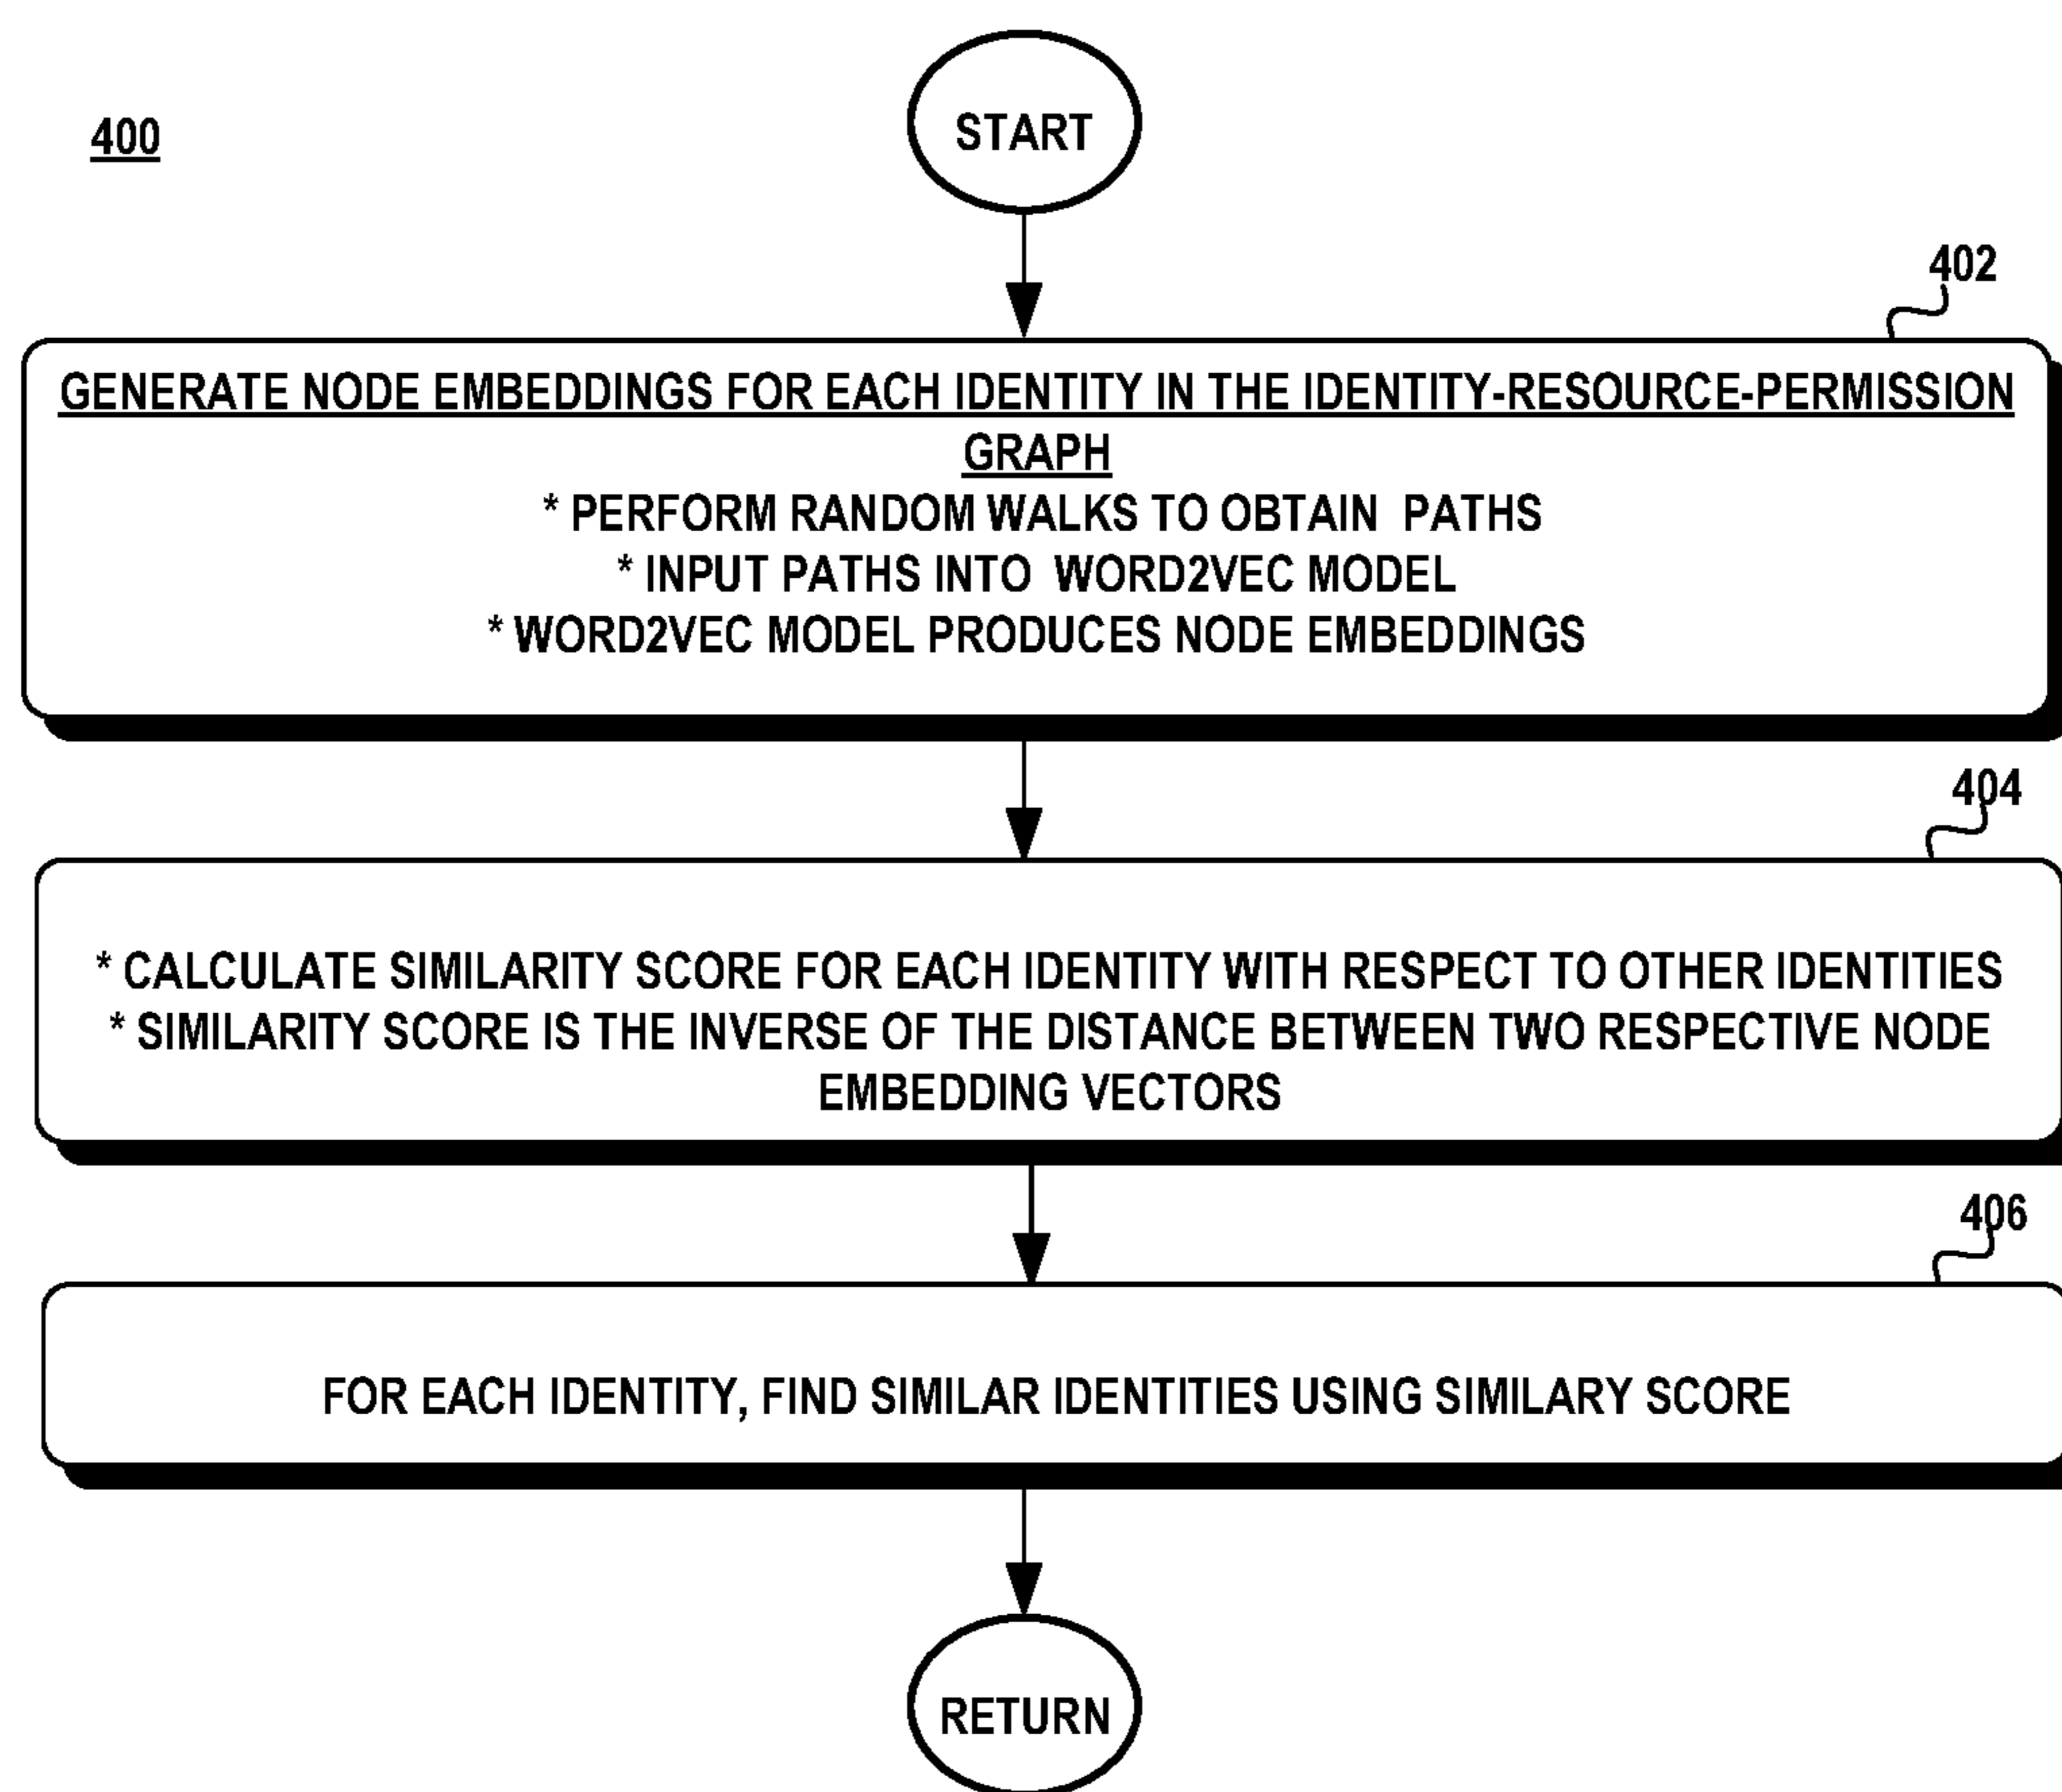 400
START
402
GENERATE NODE EMBEDDINGS FOR EACH IDENTITY IN THE IDENTITY-RESOURCE-PERMISSION
GRAPH
* PERFORM RANDOM WALKS TO OBTAIN PATHS
* INPUT PATHS INTO WORD2VEC MODEL
* WORD2VEC MODEL PRODUCES NODE EMBEDDINGS
404
* CALCULATE SIMILARITY SCORE FOR EACH IDENTITY WITH RESPECT TO OTHER IDENTITIES
* SIMILARITY SCORE IS THE INVERSE OF THE DISTANCE BETWEEN TWO RESPECTIVE NODE
EMBEDDING VECTORS
406
FOR EACH IDENTITY, FIND SIMILAR IDENTITIES USING SIMILARY SCORE
RETURN